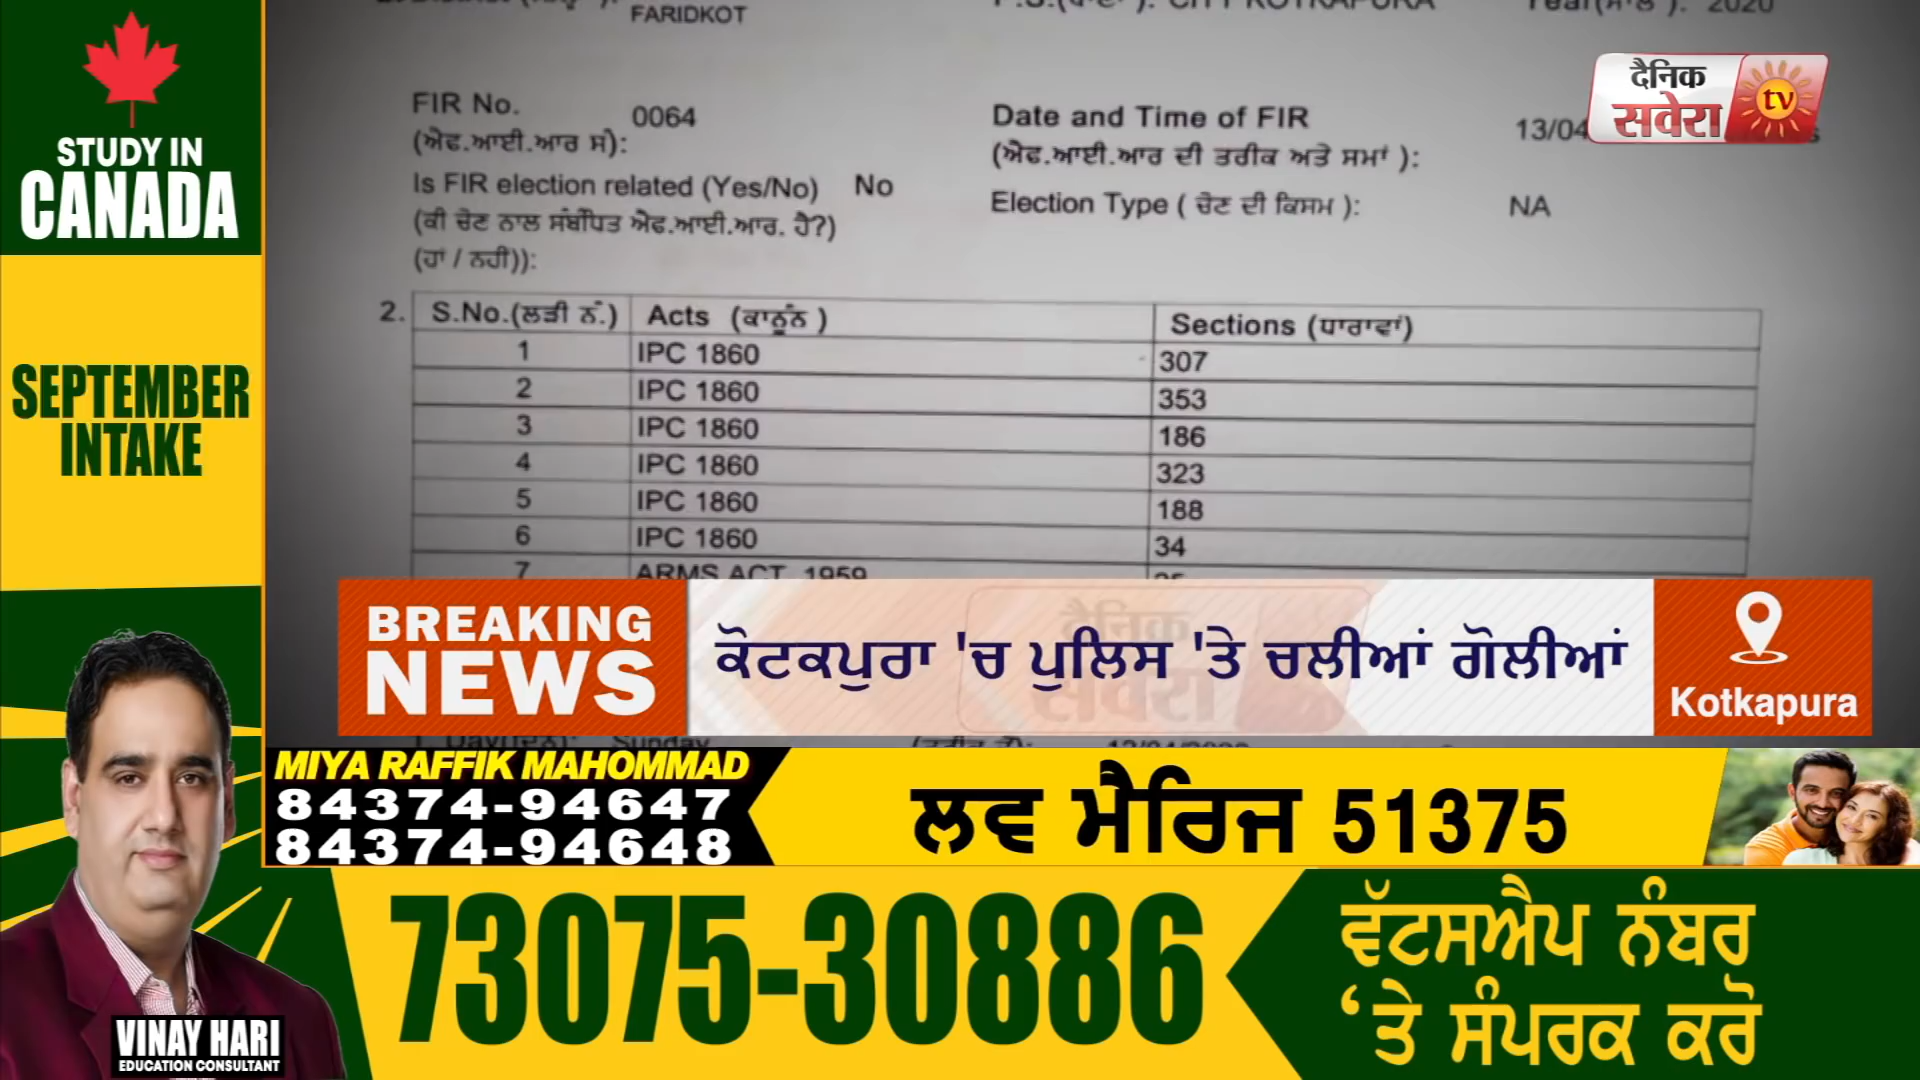 FARIDKOT
CITY KOTKAPURA
2020
FIR No.
0064
(ਐਫ.ਆਈ.ਆਰ ਸੰ):
Date and Time of FIR
13/04
(ਐਫ.ਆਈ.ਆਰ ਦੀ ਤਰੀਕ ਅਤੇ ਸਮਾਂ ):
Is FIR election related (Yes/No) No
(ਕੀ ਚੋਣ ਨਾਲ ਸੰਬੰਧਿਤ ਐਫ.ਆਈ.ਆਰ. ਹੈ?)
(ਹਾਂ / ਨਹੀਂ)):
Election Type ( ਚੋਣ ਦੀ ਕਿਸਮ ): NA
2. S.No.(ਲੜੀ ਨੰ.) Acts (ਕਾਨੂੰਨ ) Sections (ਧਾਰਾਵਾਂ)
1 IPC 1860 307
2 IPC 1860 353
3 IPC 1860 186
4 IPC 1860 323
5 IPC 1860 188
6 IPC 1860 34
7 ARMS ACT, 1959
दैनिक
सवेरा tv
STUDY IN
CANADA
SEPTEMBER
INTAKE
BREAKING
NEWS
ਕੋਟਕਪੁਰਾ 'ਚ ਪੁਲਿਸ 'ਤੇ ਚਲੀਆਂ ਗੋਲੀਆਂ
Kotkapura
Sunday
MIYA RAFFIK MAHOMMAD
84374-94647
84374-94648
ਲਵ ਮੈਰਿਜ 51375
73075-30886
ਵੱਟਸਐਪ ਨੰਬਰ
‘ਤੇ ਸੰਪਰਕ ਕਰੋ
VINAY HARI
EDUCATION CONSULTANT